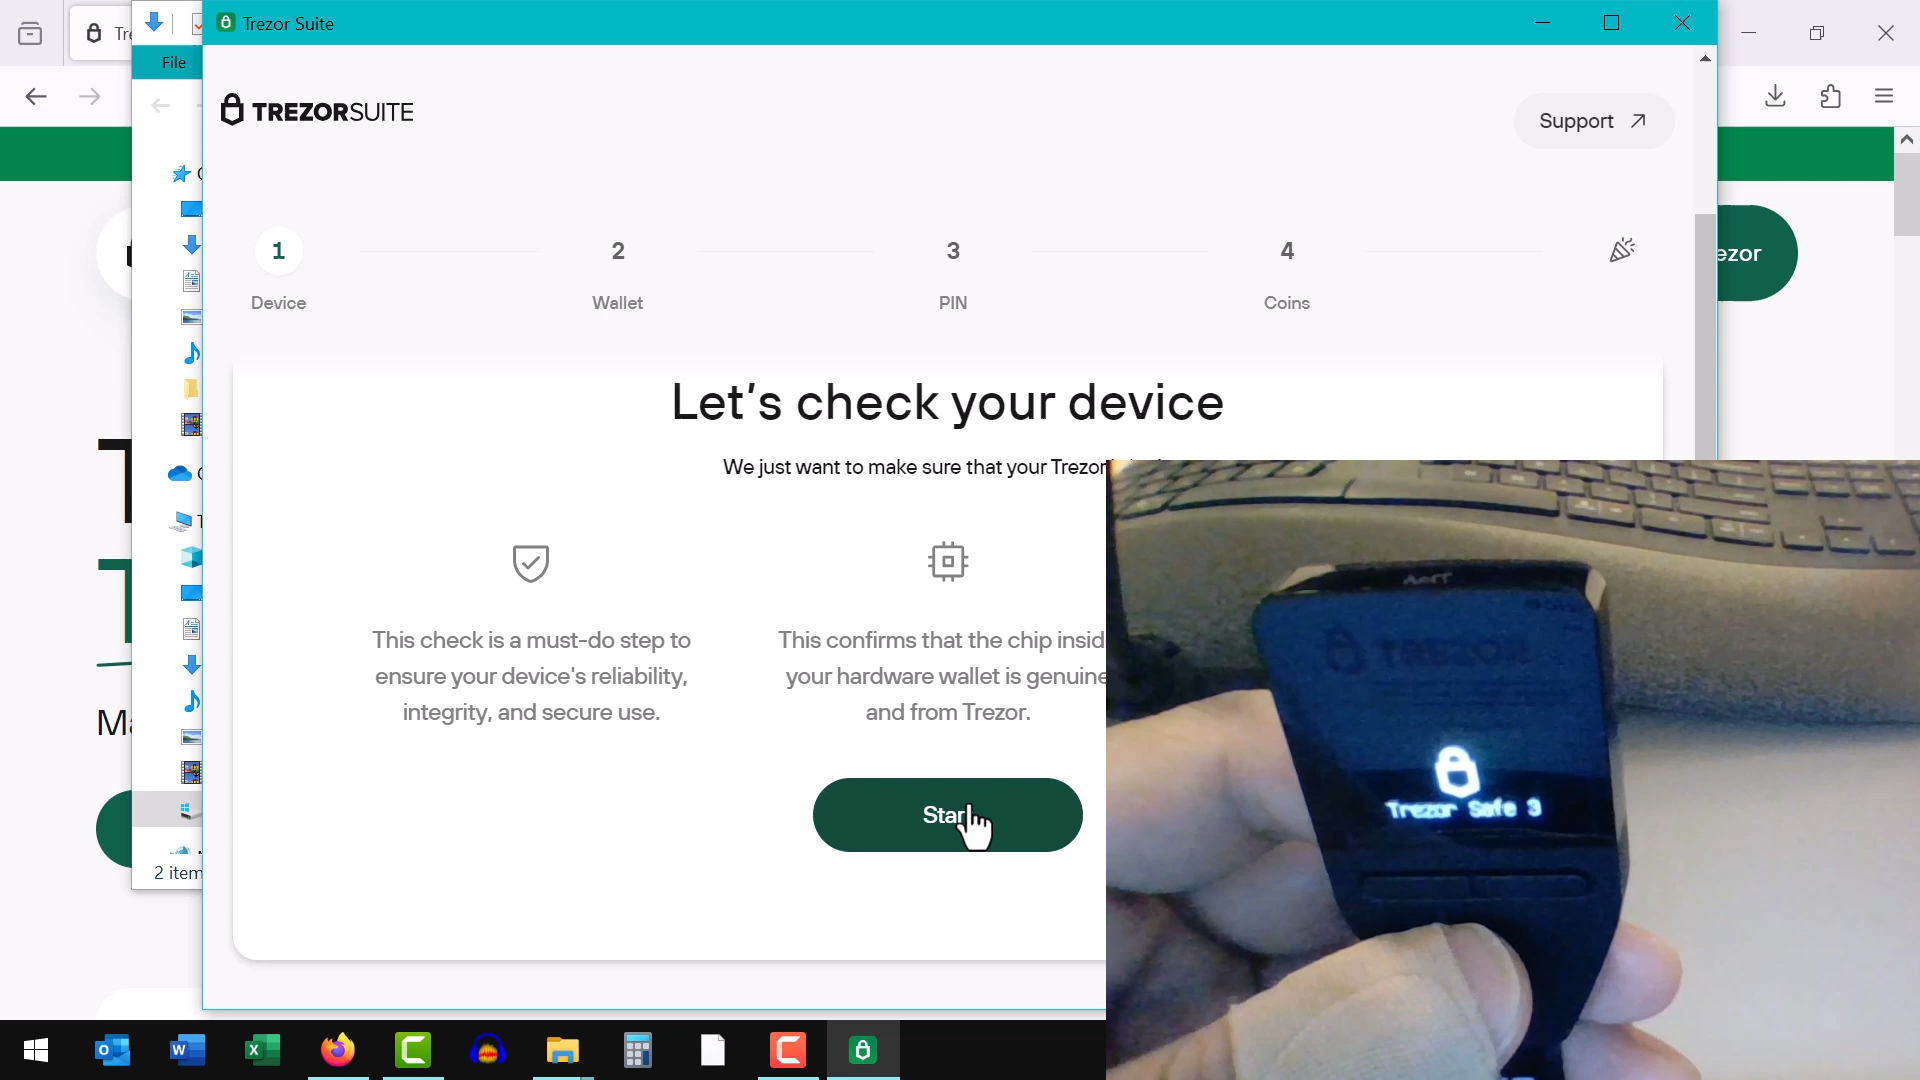 Trezor Suite
File
TREZORSUITE
Support
1
2
3
4
Device
Wallet
PIN
Coins
ezor
Let's check your device
We just want to make sure that your Trezor
This check is a must-do step to
ensure your device's reliability,
integrity, and secure use.
This confirms that the chip insid
your hardware wallet is genuine
and from Trezor.
Star
2 item
TREZOR
Trezor Safe 3